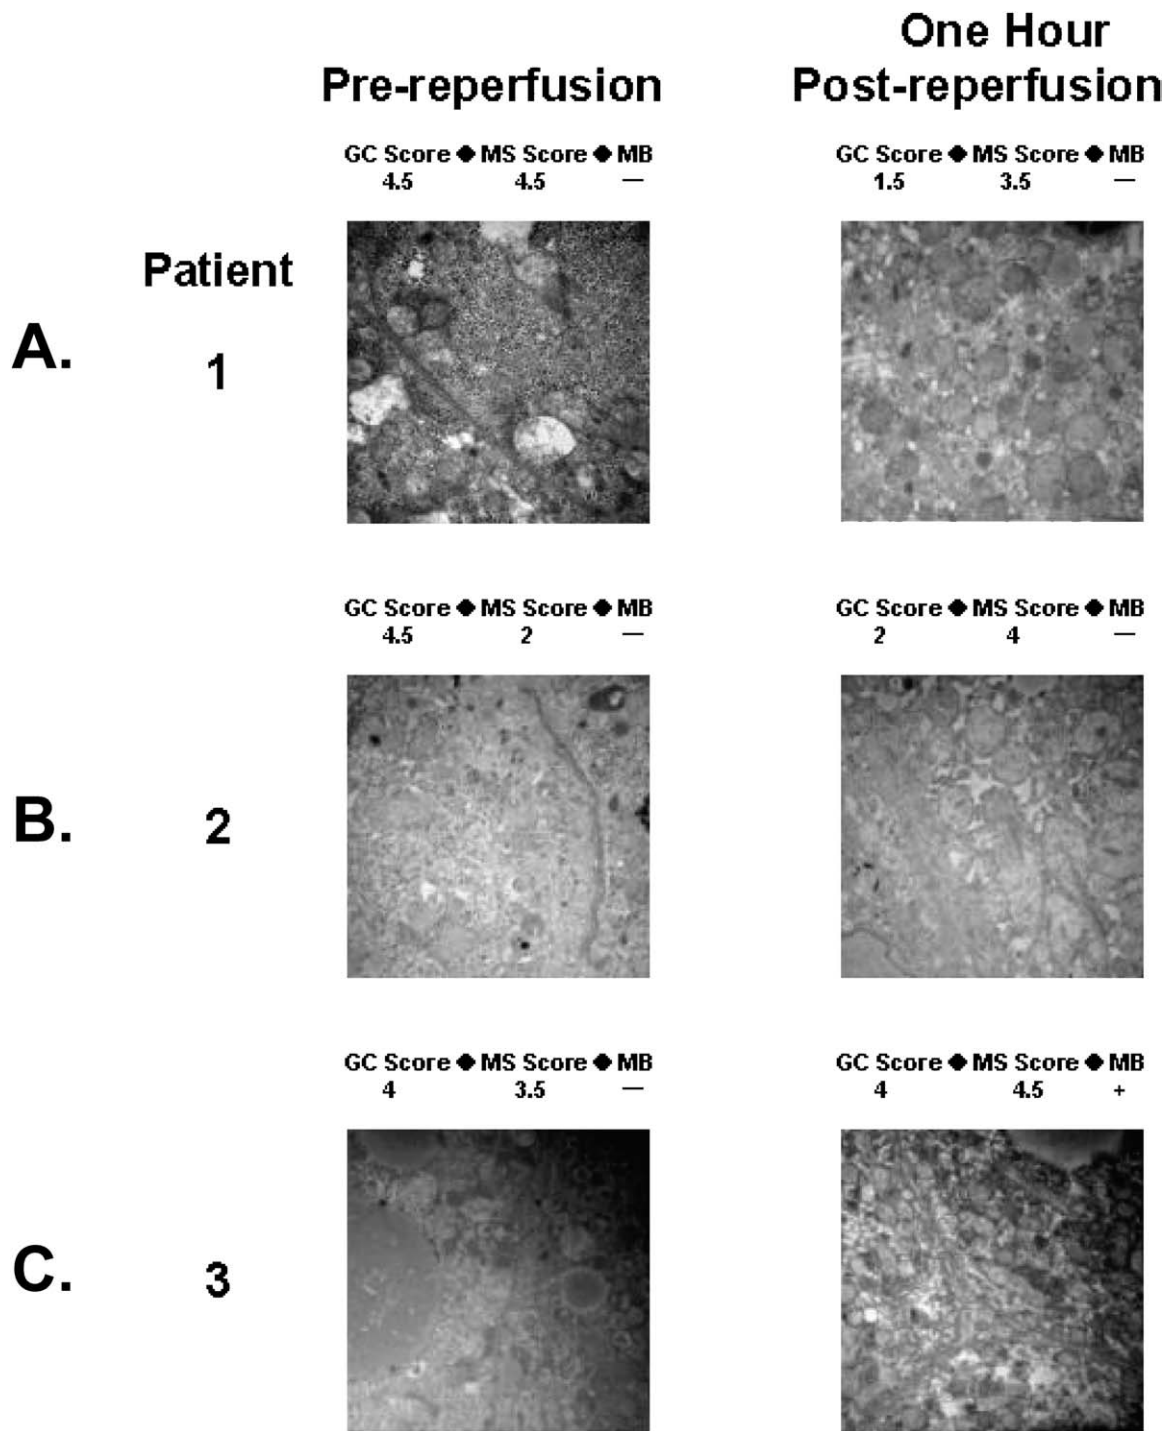 One Hour
Pre-reperfusion Post-reperfusion
GC Score ◆ MS Score ◆ MB GC Score ◆ MS Score ◆ MB
4.5 4.5 — 1.5 3.5 —
Patient
A. 1
GC Score ◆ MS Score ◆ MB GC Score ◆ MS Score ◆ MB
4.5 2 — 2 4 —
B. 2
GC Score ◆ MS Score ◆ MB GC Score ◆ MS Score ◆ MB
4 3.5 — 4 4.5 +
C. 3